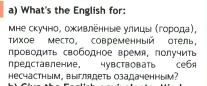 a) What's the English for:
мне скучно, оживлённые улицы (города),
тихое место, современный отель,
проводить свободное время, получить
представление, чувствовать себя
несчастным, выглядеть озадаченным?